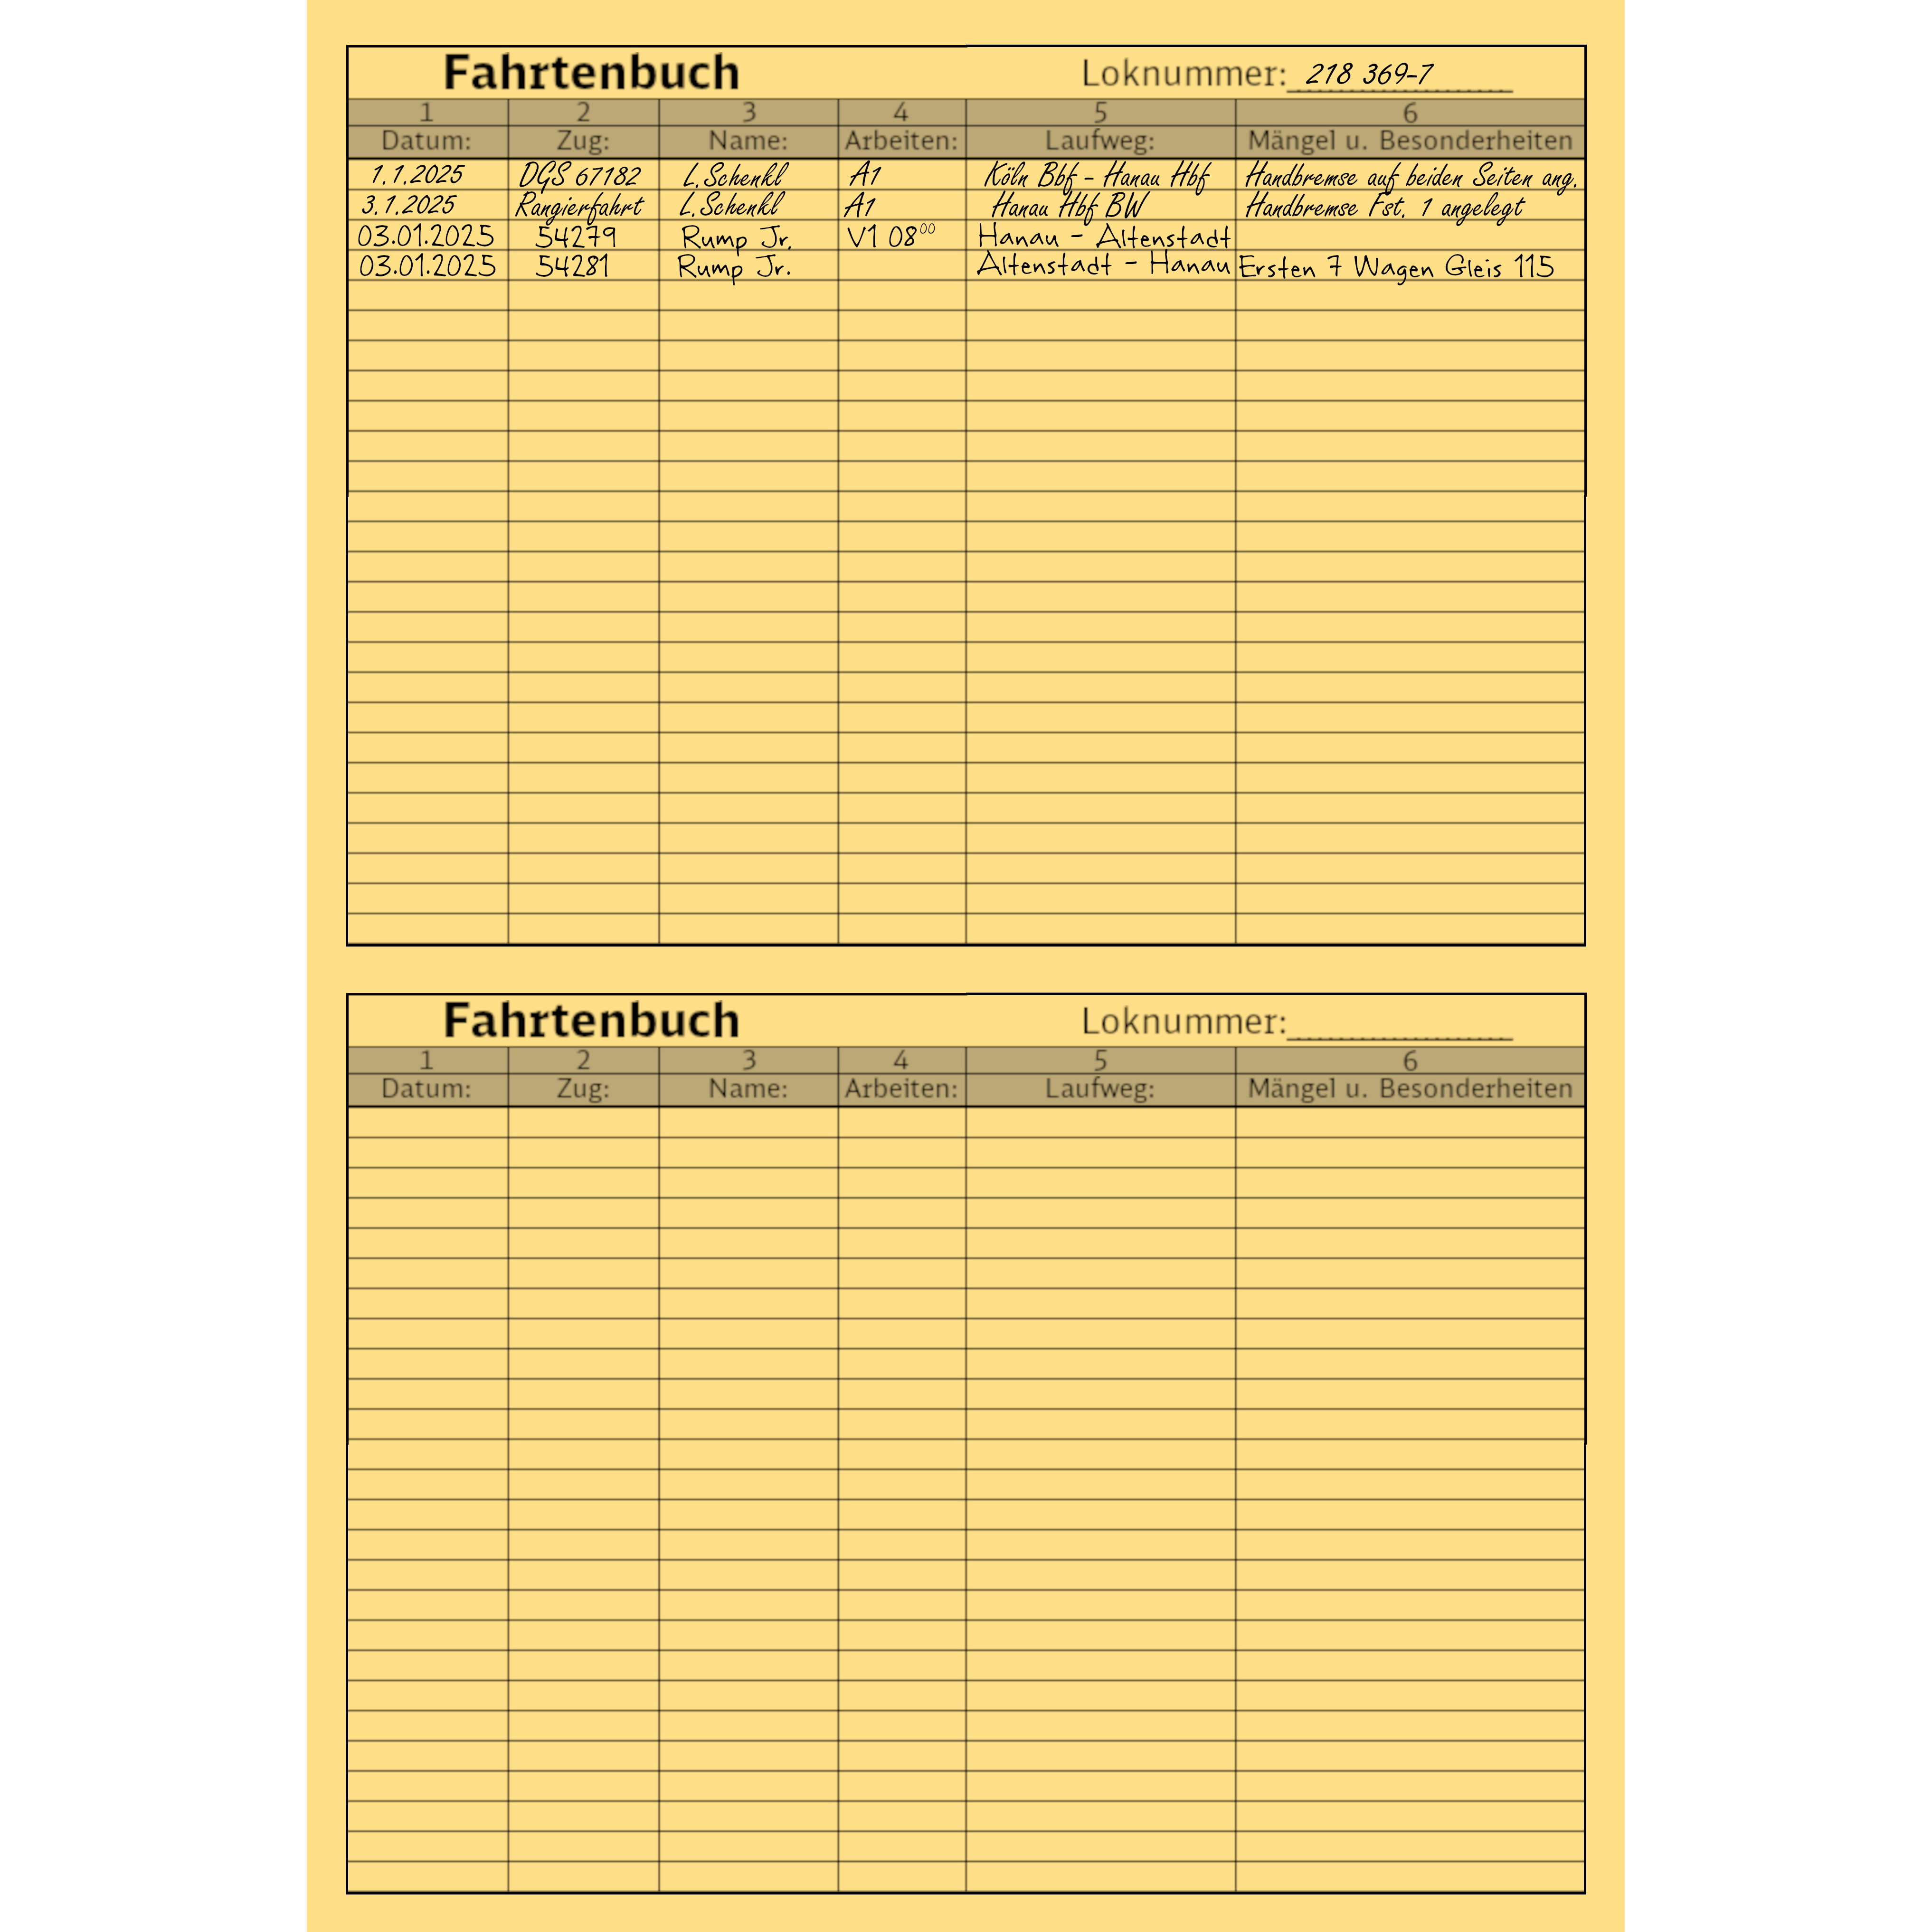 Fahrtenbuch Loknummer: 218 369-7
1 2 3 4 5 6
Datum: Zug: Name: Arbeiten: Laufweg: Mängel u. Besonderheiten
1.1.2025 DGS 67182 L.Schenkl A1 Köln Bbf - Hanau Hbf Handbremse auf beiden Seiten ang.
3.1.2025 Rangierfahrt L.Schenkl A1 Hanau Hbf BW Handbremse Fst. 1 angelegt
03.01.2025 54279 Rump Jr. V1 08⁰⁰ Hanau - Altenstadt
03.01.2025 54281 Rump Jr. Altenstadt - Hanau Ersten 7 Wagen Gleis 115
Fahrtenbuch Loknummer:
1 2 3 4 5 6
Datum: Zug: Name: Arbeiten: Laufweg: Mängel u. Besonderheiten